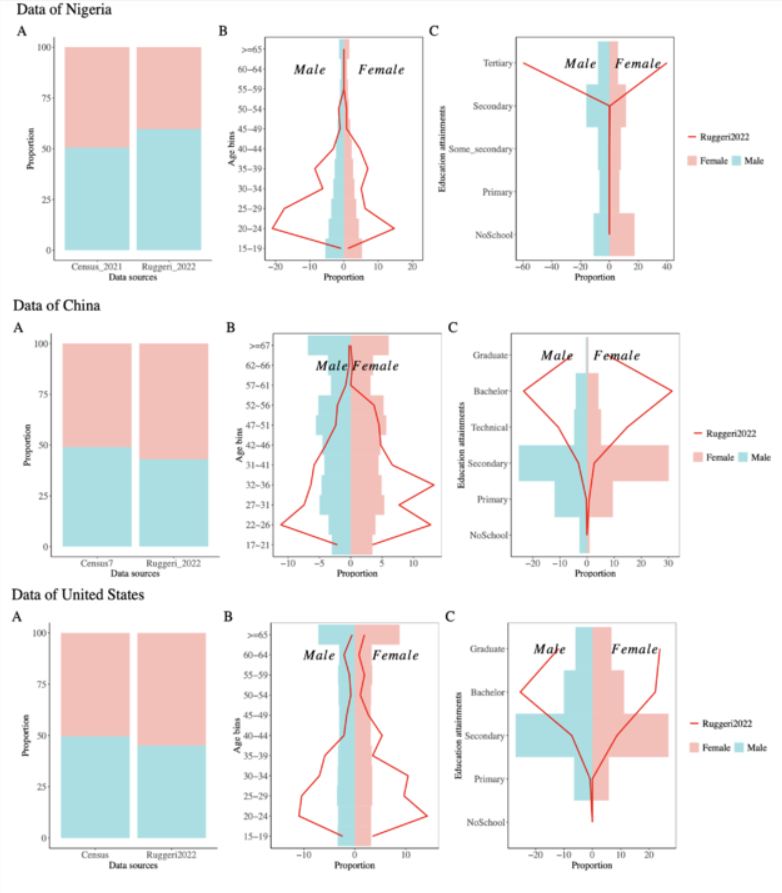 Data of Nigeria
A
B
C
100
75
50
25
0
Proportion
Census_2021
Ruggeri_2022
Data sources
>=65
60-64
55-59
50-54
45-49
40-44
35-39
30-34
25-29
20-24
15-19
Age bins
Male
Female
-20
-10
0
10
20
Proportion
Tertiary
Secondary
Some_secondary
Primary
NoSchool
Education attainments
Male
Female
-60
-40
-20
0
20
40
Proportion
Ruggeri2022
Female
Male
Data of China
A
B
C
100
75
50
25
0
Proportion
Census7
Ruggeri_2022
Data sources
>=67
62-66
57-61
52-56
47-51
42-46
31-41
32-36
27-31
22-26
17-21
Age bins
Male
Female
-10
-5
0
5
10
Proportion
Graduate
Bachelor
Technical
Secondary
Primary
NoSchool
Education attainments
Male
Female
-20
-10
0
10
20
30
Proportion
Ruggeri2022
Female
Male
Data of United States
A
B
C
100
75
50
25
0
Proportion
Census
Ruggeri2022
Data sources
>=65
60-64
55-59
50-54
45-49
40-44
35-39
30-34
25-29
20-24
15-19
Age bins
Male
Female
-10
0
10
Proportion
Graduate
Bachelor
Secondary
Primary
NoSchool
Education attainments
Male
Female
-20
-10
0
10
20
Proportion
Ruggeri2022
Female
Male